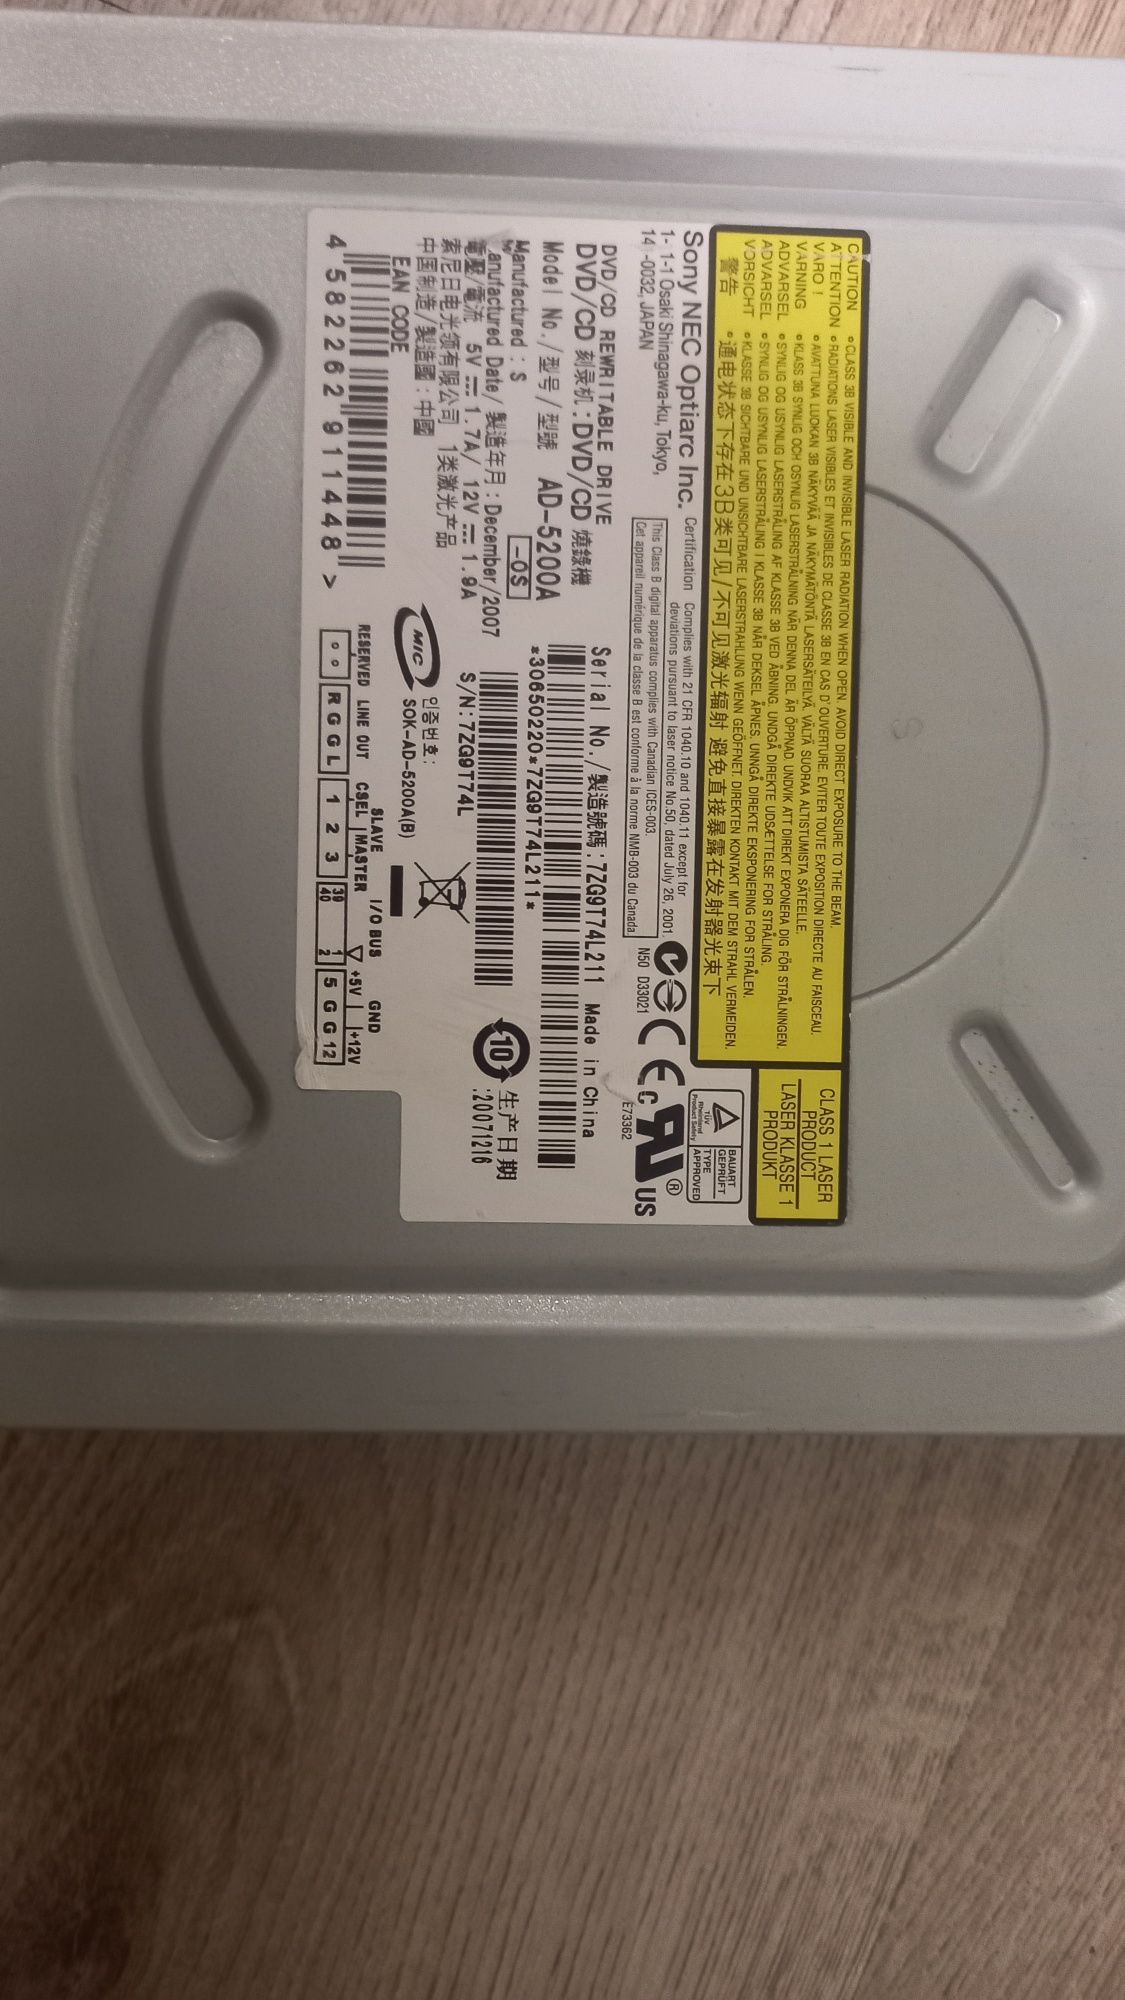 CAUTION • CLASS 3B VISIBLE AND INVISIBLE LASER RADIATION WHEN OPEN. AVOID DIRECT EXPOSURE TO THE BEAM.
ATTENTION • RADIATIONS LASER VISIBLES ET INVISIBLES DE CLASSE 3B EN CAS D'OUVERTURE. EVITER TOUTE EXPOSITION DIRECTE AU FAISCEAU.
VARO ! • AVATTUNA LUOKAN 3B NÄKYVÄÄ JA NÄKYMÄTÖNTÄ LASERSÄTEILYÄ. VÄLTÄ SUORAA ALTISTUMISTA SÄTEELLE.
VARNING • KLASS 3B SYNLIG OCH OSYNLIG LASERSTRÅLNING NÄR DENNA DEL ÄR ÖPPNAD. UNDVIK ATT DIREKT EXPONERA DIG FÖR STRÅLNINGEN.
ADVARSEL • SYNLIG OG USYNLIG LASERSTRÅLING AF KLASSE 3B VED ÅBNING. UNDGÅ DIREKTE UDSÆTTELSE FOR STRÅLING.
ADVARSEL • SYNLIG OG USYNLIG LASERSTRÅLING I KLASSE 3B NÅR DEKSEL ÅPNES. UNNGÅ DIREKTE EKSPONERING FOR STRÅLEN.
VORSICHT • KLASSE 3B SICHTBARE UND UNSICHTBARE LASERSTRAHLUNG WENN GEÖFFNET. DIREKTEN KONTAKT MIT DEM STRAHL VERMEIDEN.
警告 • 通电状态下存在3B类可见/不可见激光辐射 避免直接暴露在发射器光束下
CLASS 1 LASER
PRODUCT
LASER KLASSE 1
PRODUKT
Sony NEC Optiarc Inc.
1-11-1 Osaki Shinagawa-ku, Tokyo,
141-0032, JAPAN
Certification Complies with 21 CFR 1040.10 and 1040.11 except for
deviations pursuant to laser notice No.50, dated July 26, 2001.
This Class B digital apparatus complies with Canadian ICES-003.
Cet appareil numérique de la classe B est conforme à la norme NMB-003 du Canada
N50 D33021
CE
c UL ® US
E73362
TÜV
Rheinland
Product Safety
BAUART
GEPRÜFT
TYPE
APPROVED
DVD/CD REWRITABLE DRIVE
DVD/CD 刻录机:DVD/CD 燒錄機
Model No./型号/型號 AD-5200A
Manufactured : S
-OS
Manufactured Date/ 製造年月: December/2007
電壓/電流 5V ⎓ 1.7A/ 12V ⎓ 1.9A
索尼日电光领有限公司 1类激光产品
中国制造/製造國:中國
EAN CODE
4 582262 911448 >
Serial No./製造號碼:7ZG9T74L211 Made in China
*30650220*7ZG9T74L211*
S/N:7ZQ9T74L
10
生产日期
:20071216
MIC
인증번호:
SOK-AD-5200A(B)
RESERVED LINE OUT CSEL SLAVE MASTER I/O BUS +5V GND +12V
R G G L 1 2 3 39 1 40 2 5 G G 12